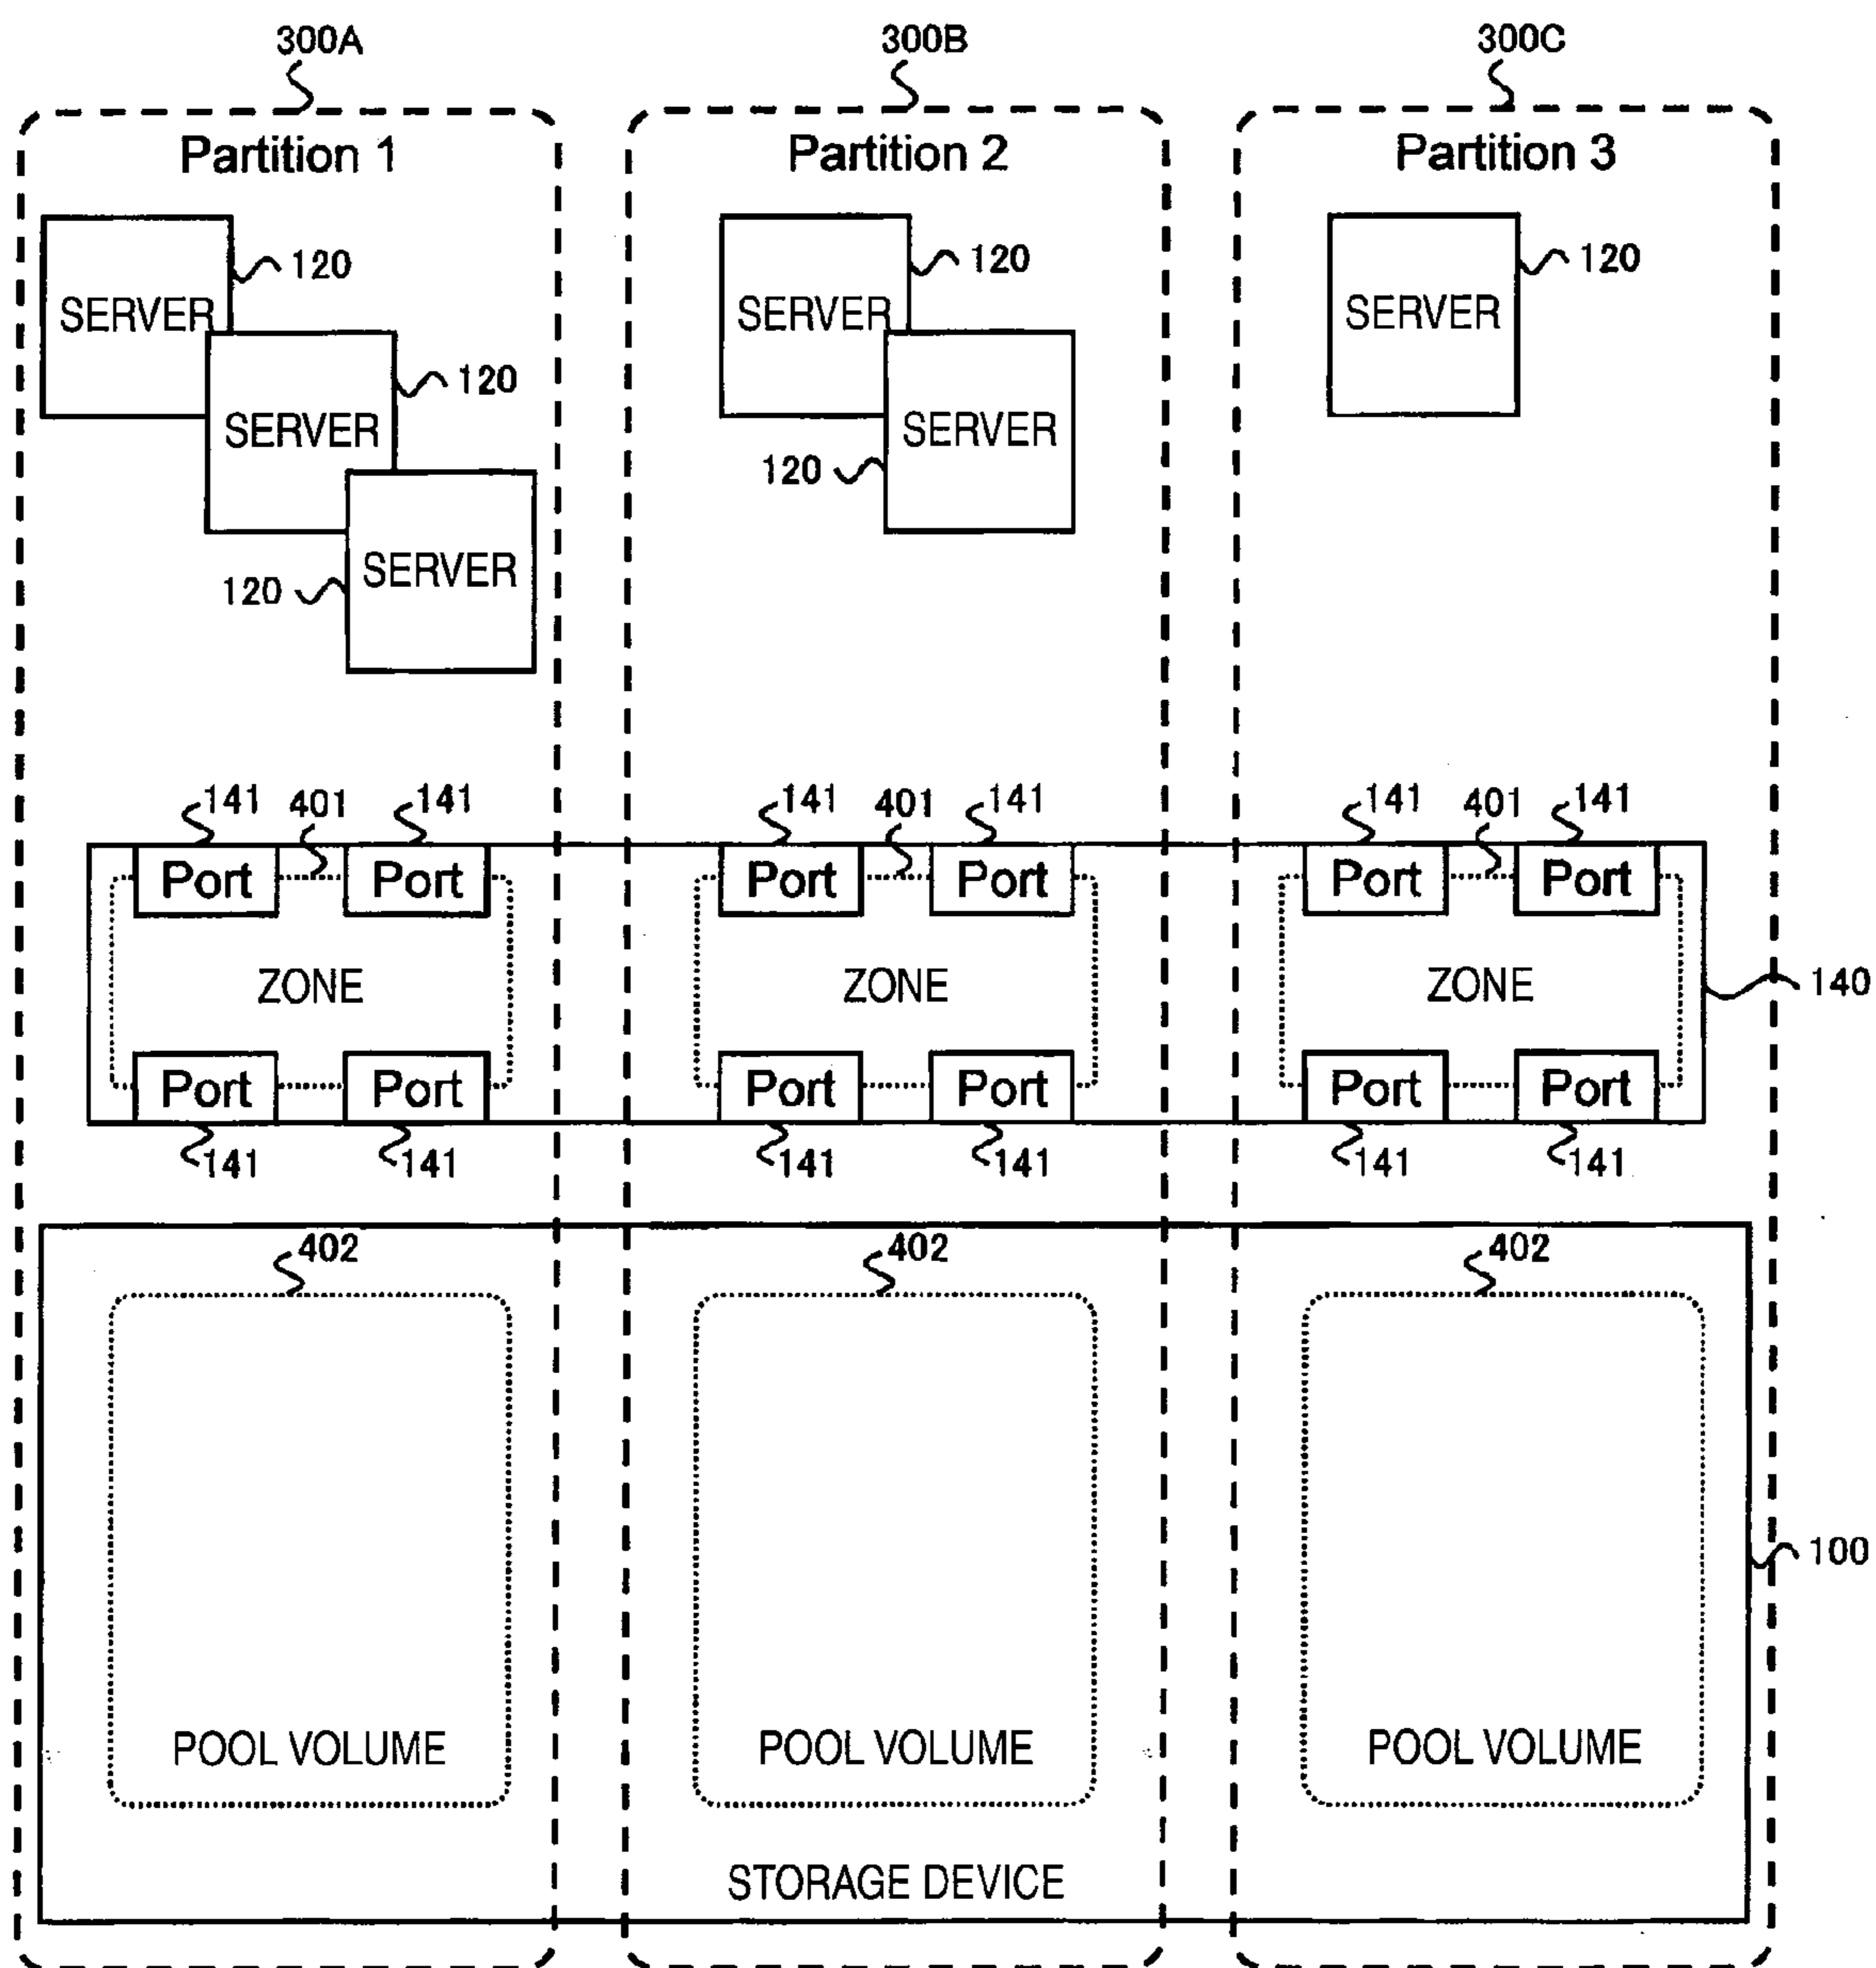 300A 300B 300C
Partition 1 Partition 2 Partition 3
120 120 120
SERVER SERVER SERVER
120
SERVER SERVER
120
SERVER
120
141 401 141 141 401 141 141 401 141
Port Port Port Port Port Port
ZONE ZONE ZONE 140
Port Port Port Port Port Port
141 141 141 141 141 141
402 402 402
100
POOL VOLUME POOL VOLUME POOL VOLUME
STORAGE DEVICE